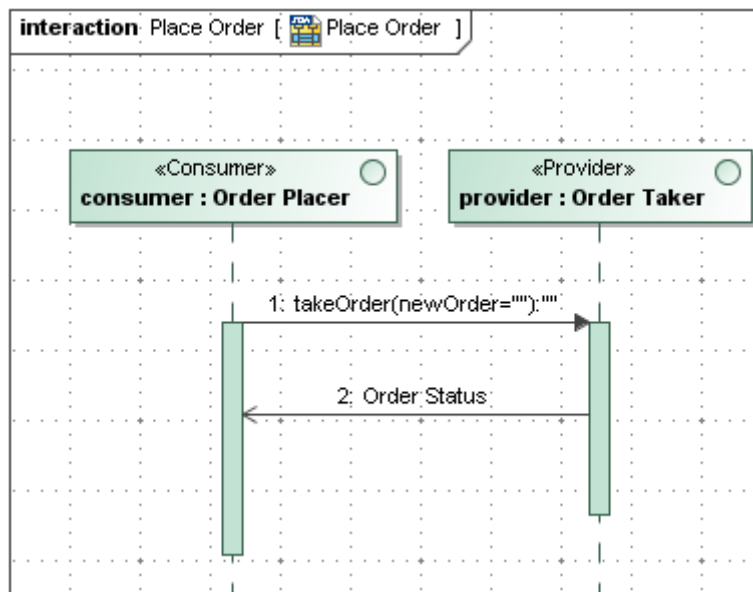 interaction Place Order [ Place Order ]
«Consumer»
consumer : Order Placer
«Provider»
provider : Order Taker
1: takeOrder(newOrder=""):""
2: Order Status